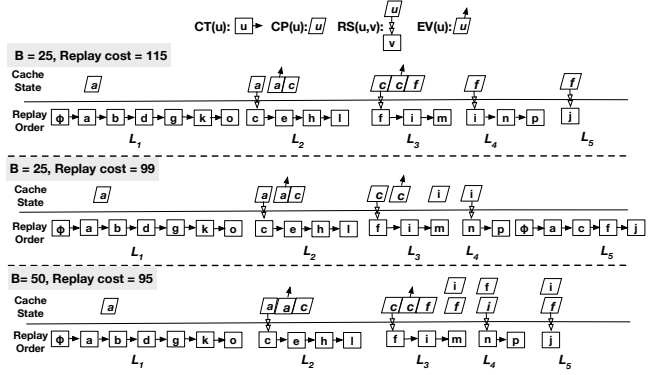 CT(u): u CP(u): u RS(u,v): u v EV(u): u
B = 25, Replay cost = 115
Cache State a a a c c c f f f
Replay Order ϕ a b d g k o c e h l f i m i n p j
L1 L2 L3 L4 L5
B = 25, Replay cost = 99
Cache State a a a c c c i i
Replay Order ϕ a b d g k o c e h l f i m n p ϕ a c f j
L1 L2 L3 L4 L5
B= 50, Replay cost = 95
i f i
Cache State a a a c c c f f i f
Replay Order ϕ a b d g k o c e h l f i m n p j
L1 L2 L3 L4 L5